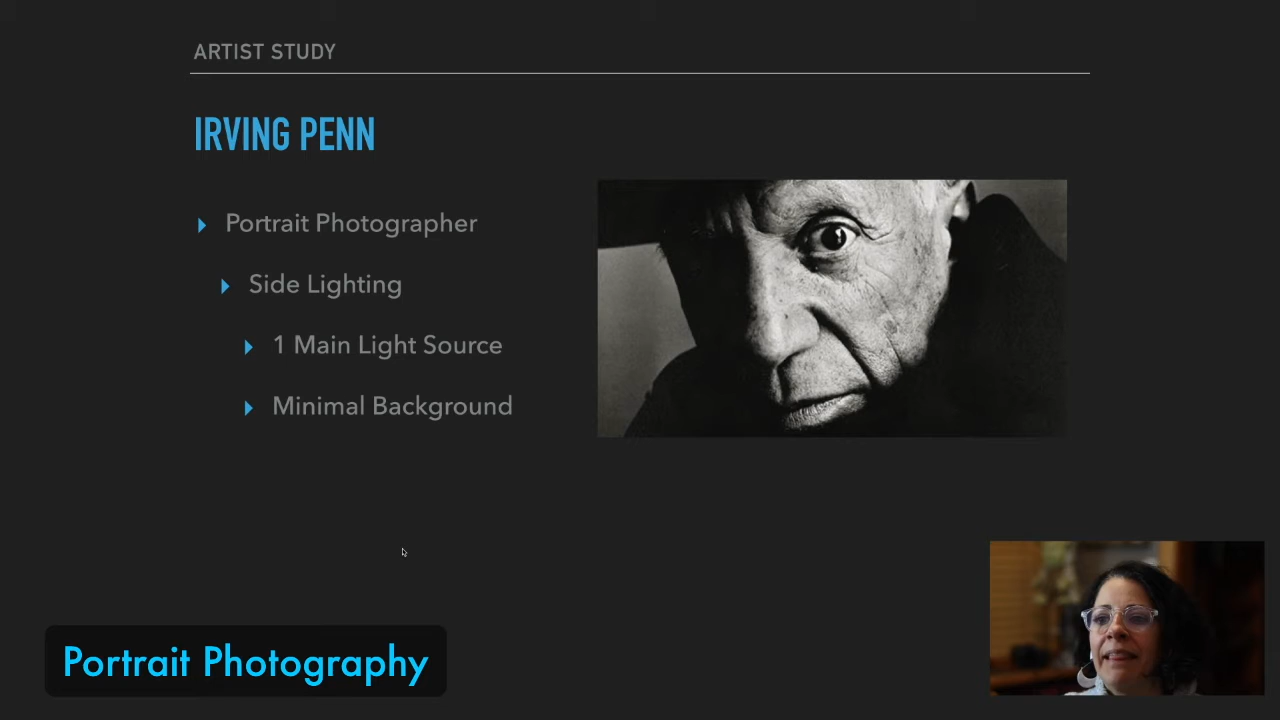 ARTIST STUDY
IRVING PENN
Portrait Photographer
Side Lighting
1 Main Light Source
Minimal Background
Portrait Photography